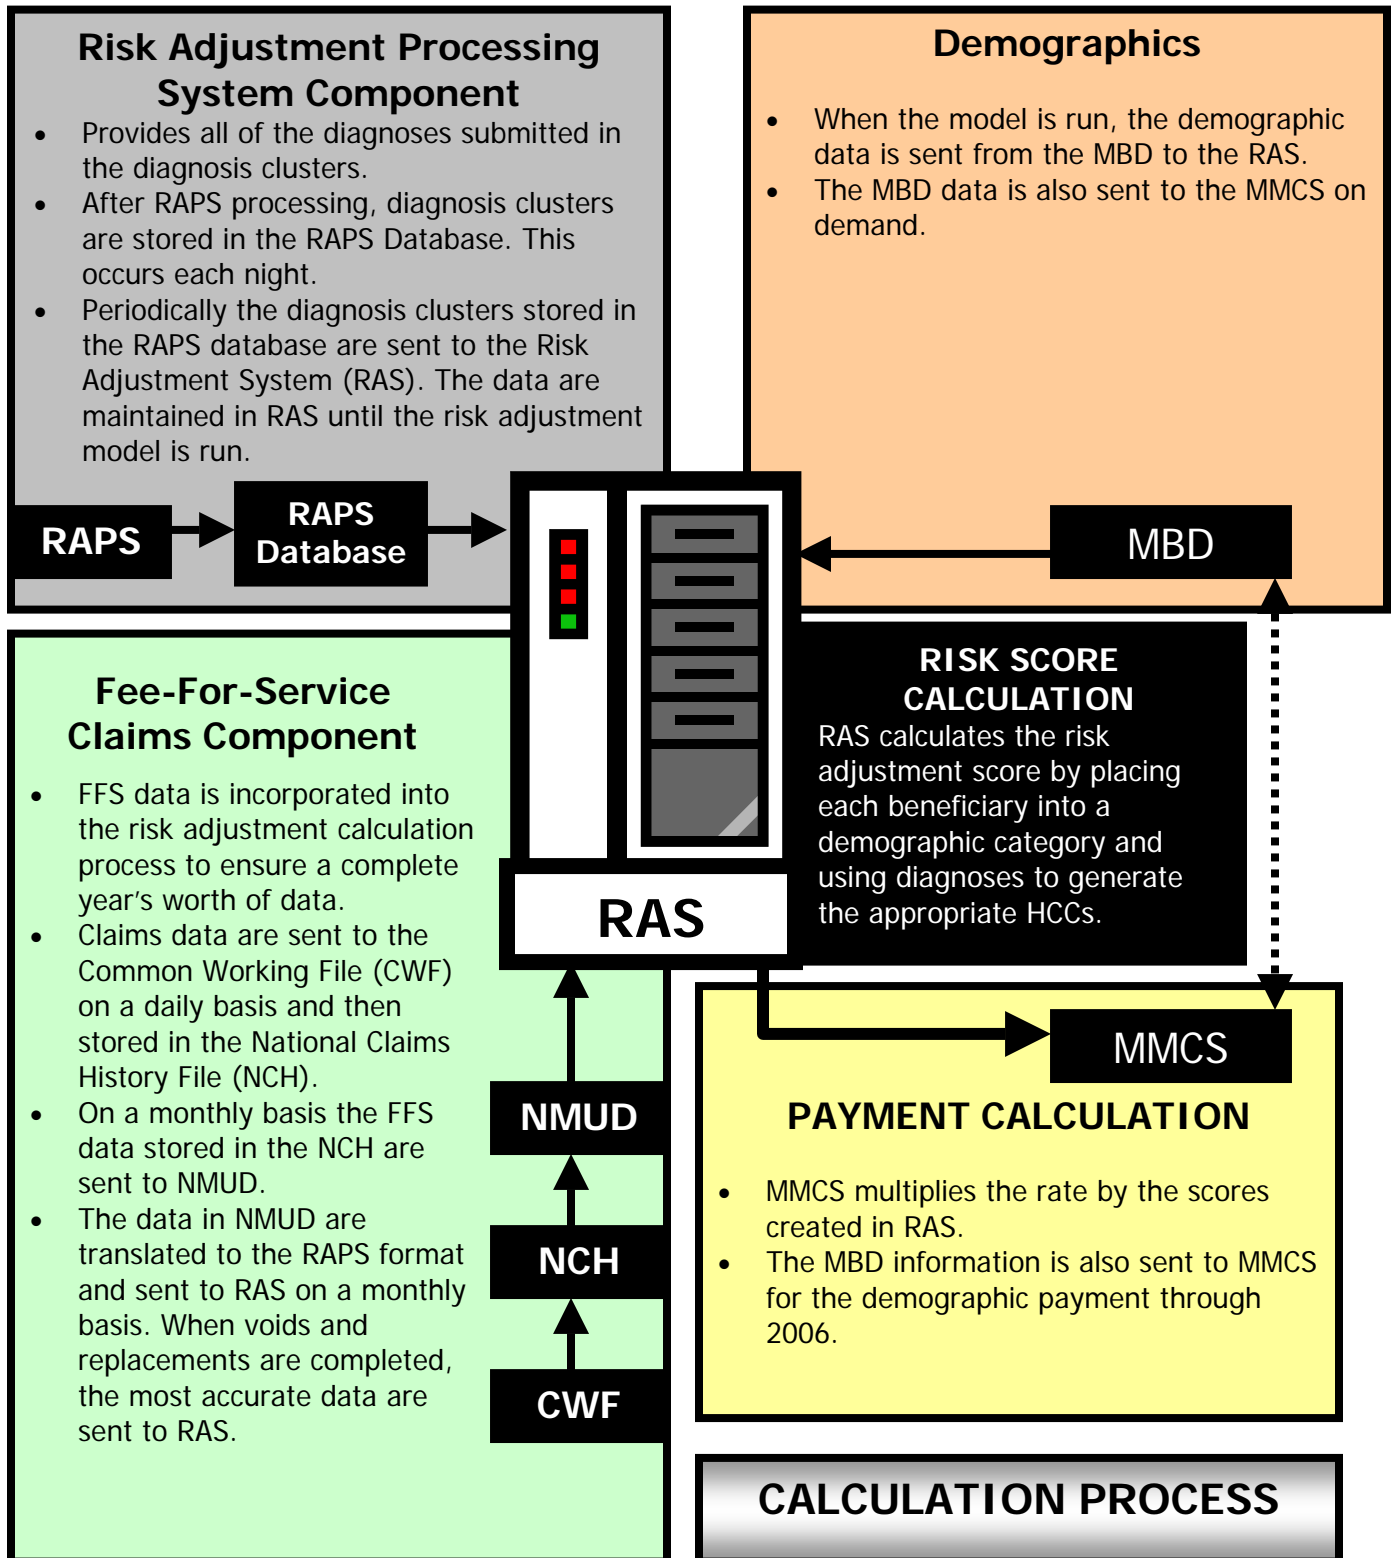 Risk Adjustment Processing
System Component
• Provides all of the diagnoses submitted in
the diagnosis clusters.
• After RAPS processing, diagnosis clusters
are stored in the RAPS Database. This
occurs each night.
• Periodically the diagnosis clusters stored in
the RAPS database are sent to the Risk
Adjustment System (RAS). The data are
maintained in RAS until the risk adjustment
model is run.
RAPS
RAPS
Database
Demographics
• When the model is run, the demographic
data is sent from the MBD to the RAS.
• The MBD data is also sent to the MMCS on
demand.
MBD
Fee-For-Service
Claims Component
• FFS data is incorporated into
the risk adjustment calculation
process to ensure a complete
year's worth of data.
• Claims data are sent to the
Common Working File (CWF)
on a daily basis and then
stored in the National Claims
History File (NCH).
• On a monthly basis the FFS
data stored in the NCH are
sent to NMUD.
• The data in NMUD are
translated to the RAPS format
and sent to RAS on a monthly
basis. When voids and
replacements are completed,
the most accurate data are
sent to RAS.
RAS
NMUD
NCH
CWF
RISK SCORE
CALCULATION
RAS calculates the risk
adjustment score by placing
each beneficiary into a
demographic category and
using diagnoses to generate
the appropriate HCCs.
MMCS
PAYMENT CALCULATION
• MMCS multiplies the rate by the scores
created in RAS.
• The MBD information is also sent to MMCS
for the demographic payment through
2006.
CALCULATION PROCESS